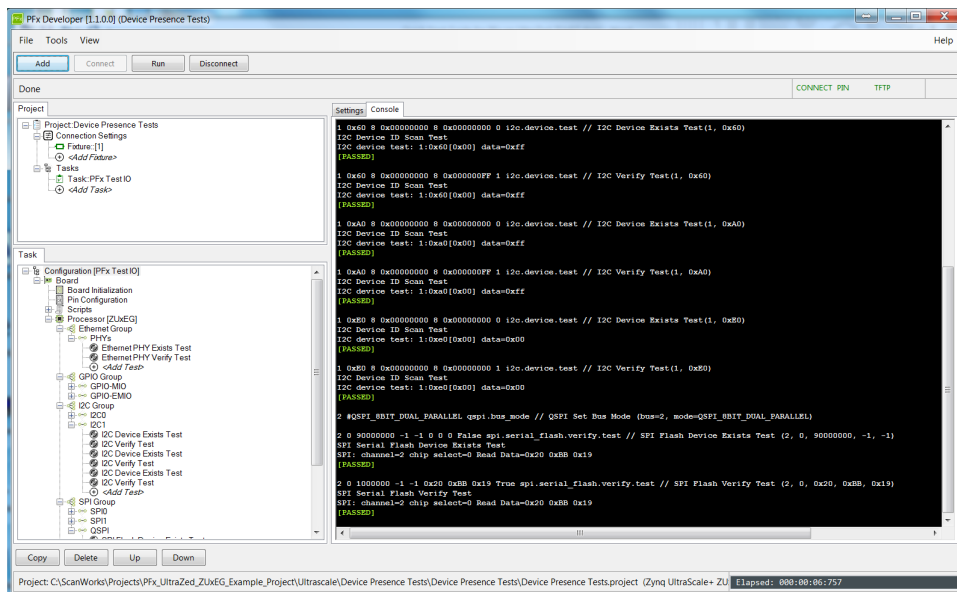 PFx Developer [1.1.0.0] (Device Presence Tests)
File Tools View Help
Add Connect Run Disconnect
Done CONNECT PIN TFTP
Project
Project:Device Presence Tests
Connection Settings
Fixture::[1]
<Add Fixture>
Tasks
Task::PFx Test IO
<Add Task>
Task
Configuration [PFx Test IO]
Board
Board Initialization
Pin Configuration
Scripts
Processor [ZUxEG]
Ethernet Group
PHYs
Ethernet PHY Exists Test
Ethernet PHY Verify Test
<Add Test>
GPIO Group
GPIO-MIO
GPIO-EMIO
I2C Group
I2C0
I2C1
I2C Device Exists Test
I2C Verify Test
I2C Device Exists Test
I2C Verify Test
I2C Device Exists Test
I2C Verify Test
<Add Test>
SPI Group
SPI0
SPI1
QSPI
Settings Console
1 0x60 8 0x00000000 8 0x00000000 0 i2c.device.test // I2C Device Exists Test(1, 0x60)
I2C Device ID Scan Test
I2C device test: 1:0x60[0x00] data=0xff
[PASSED]
1 0x60 8 0x00000000 8 0x000000FF 1 i2c.device.test // I2C Verify Test(1, 0x60)
I2C Device ID Scan Test
I2C device test: 1:0x60[0x00] data=0xff
[PASSED]
1 0xA0 8 0x00000000 8 0x00000000 0 i2c.device.test // I2C Device Exists Test(1, 0xA0)
I2C Device ID Scan Test
I2C device test: 1:0xa0[0x00] data=0xff
[PASSED]
1 0xA0 8 0x00000000 8 0x000000FF 1 i2c.device.test // I2C Verify Test(1, 0xA0)
I2C Device ID Scan Test
I2C device test: 1:0xa0[0x00] data=0xff
[PASSED]
1 0xE0 8 0x00000000 8 0x00000000 0 i2c.device.test // I2C Device Exists Test(1, 0xE0)
I2C Device ID Scan Test
I2C device test: 1:0xe0[0x00] data=0x00
[PASSED]
1 0xE0 8 0x00000000 8 0x00000000 1 i2c.device.test // I2C Verify Test(1, 0xE0)
I2C Device ID Scan Test
I2C device test: 1:0xe0[0x00] data=0x00
[PASSED]
2 #QSPI_8BIT_DUAL_PARALLEL qspi.bus_mode // QSPI Set Bus Mode (bus=2, mode=QSPI_8BIT_DUAL_PARALLEL)
2 0 90000000 -1 -1 0 0 0 False spi.serial_flash.verify.test // SPI Flash Device Exists Test (2, 0, 90000000, -1, -1)
SPI Serial Flash Device Exists Test
SPI: channel=2 chip select=0 Read Data=0x20 0xBB 0x19
[PASSED]
2 0 1000000 -1 -1 0x20 0xBB 0x19 True spi.serial_flash.verify.test // SPI Flash Verify Test (2, 0, 0x20, 0xBB, 0x19)
SPI Serial Flash Verify Test
SPI: channel=2 chip select=0 Read Data=0x20 0xBB 0x19
[PASSED]
Copy Delete Up Down
Project: C:\ScanWorks\Projects\PFx_UltraZed_ZUxEG_Example_Project\Ultrascale\Device Presence Tests\Device Presence Tests\Device Presence Tests.project (Zynq UltraScale+ ZU
Elapsed: 000:00:06:757